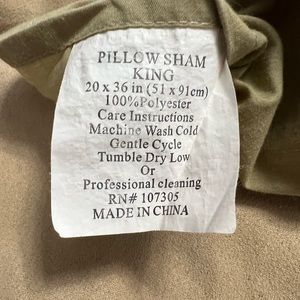 PILLOW SHAM
KING
20 x 36 in (51 x 91cm)
100%Polyester
Care Instructions
Machine Wash Cold
Gentle Cycle
Tumble Dry Low
Or
Professional cleaning
RN# 107305
MADE IN CHINA